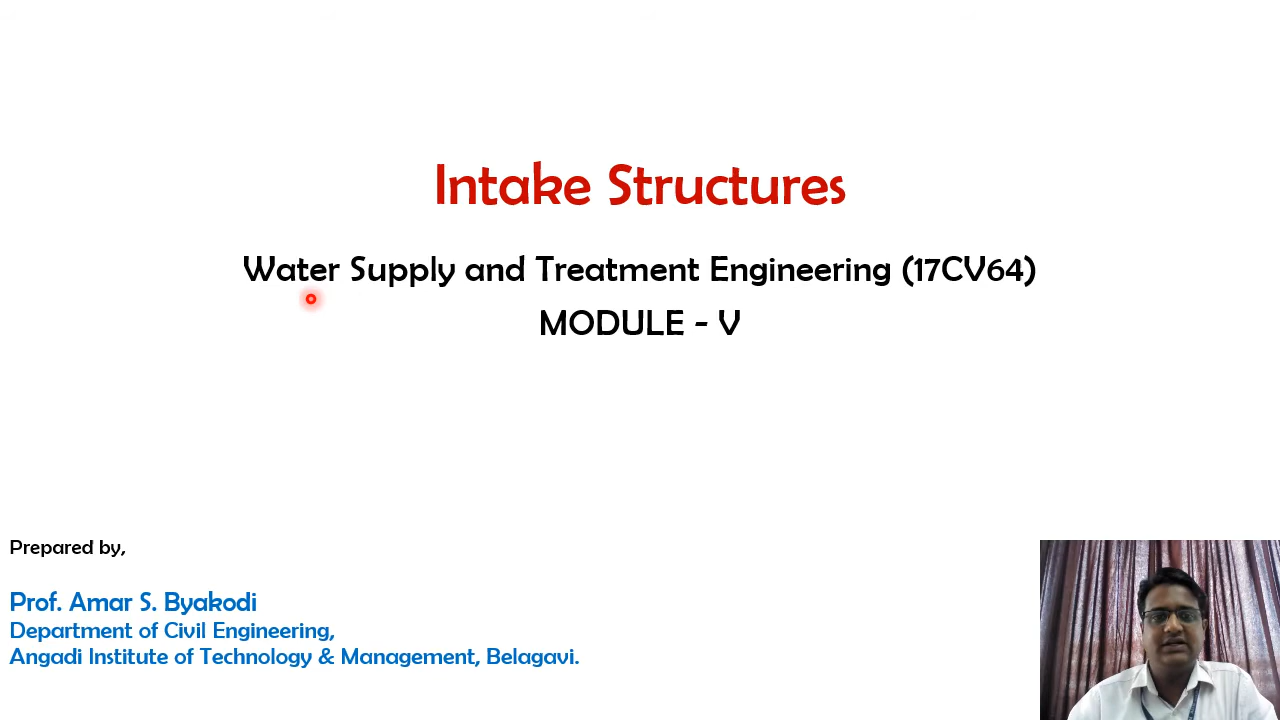 Intake Structures
Water Supply and Treatment Engineering (17CV64)
MODULE - V
Prepared by,
Prof. Amar S. Byakodi
Department of Civil Engineering,
Angadi Institute of Technology & Management, Belagavi.